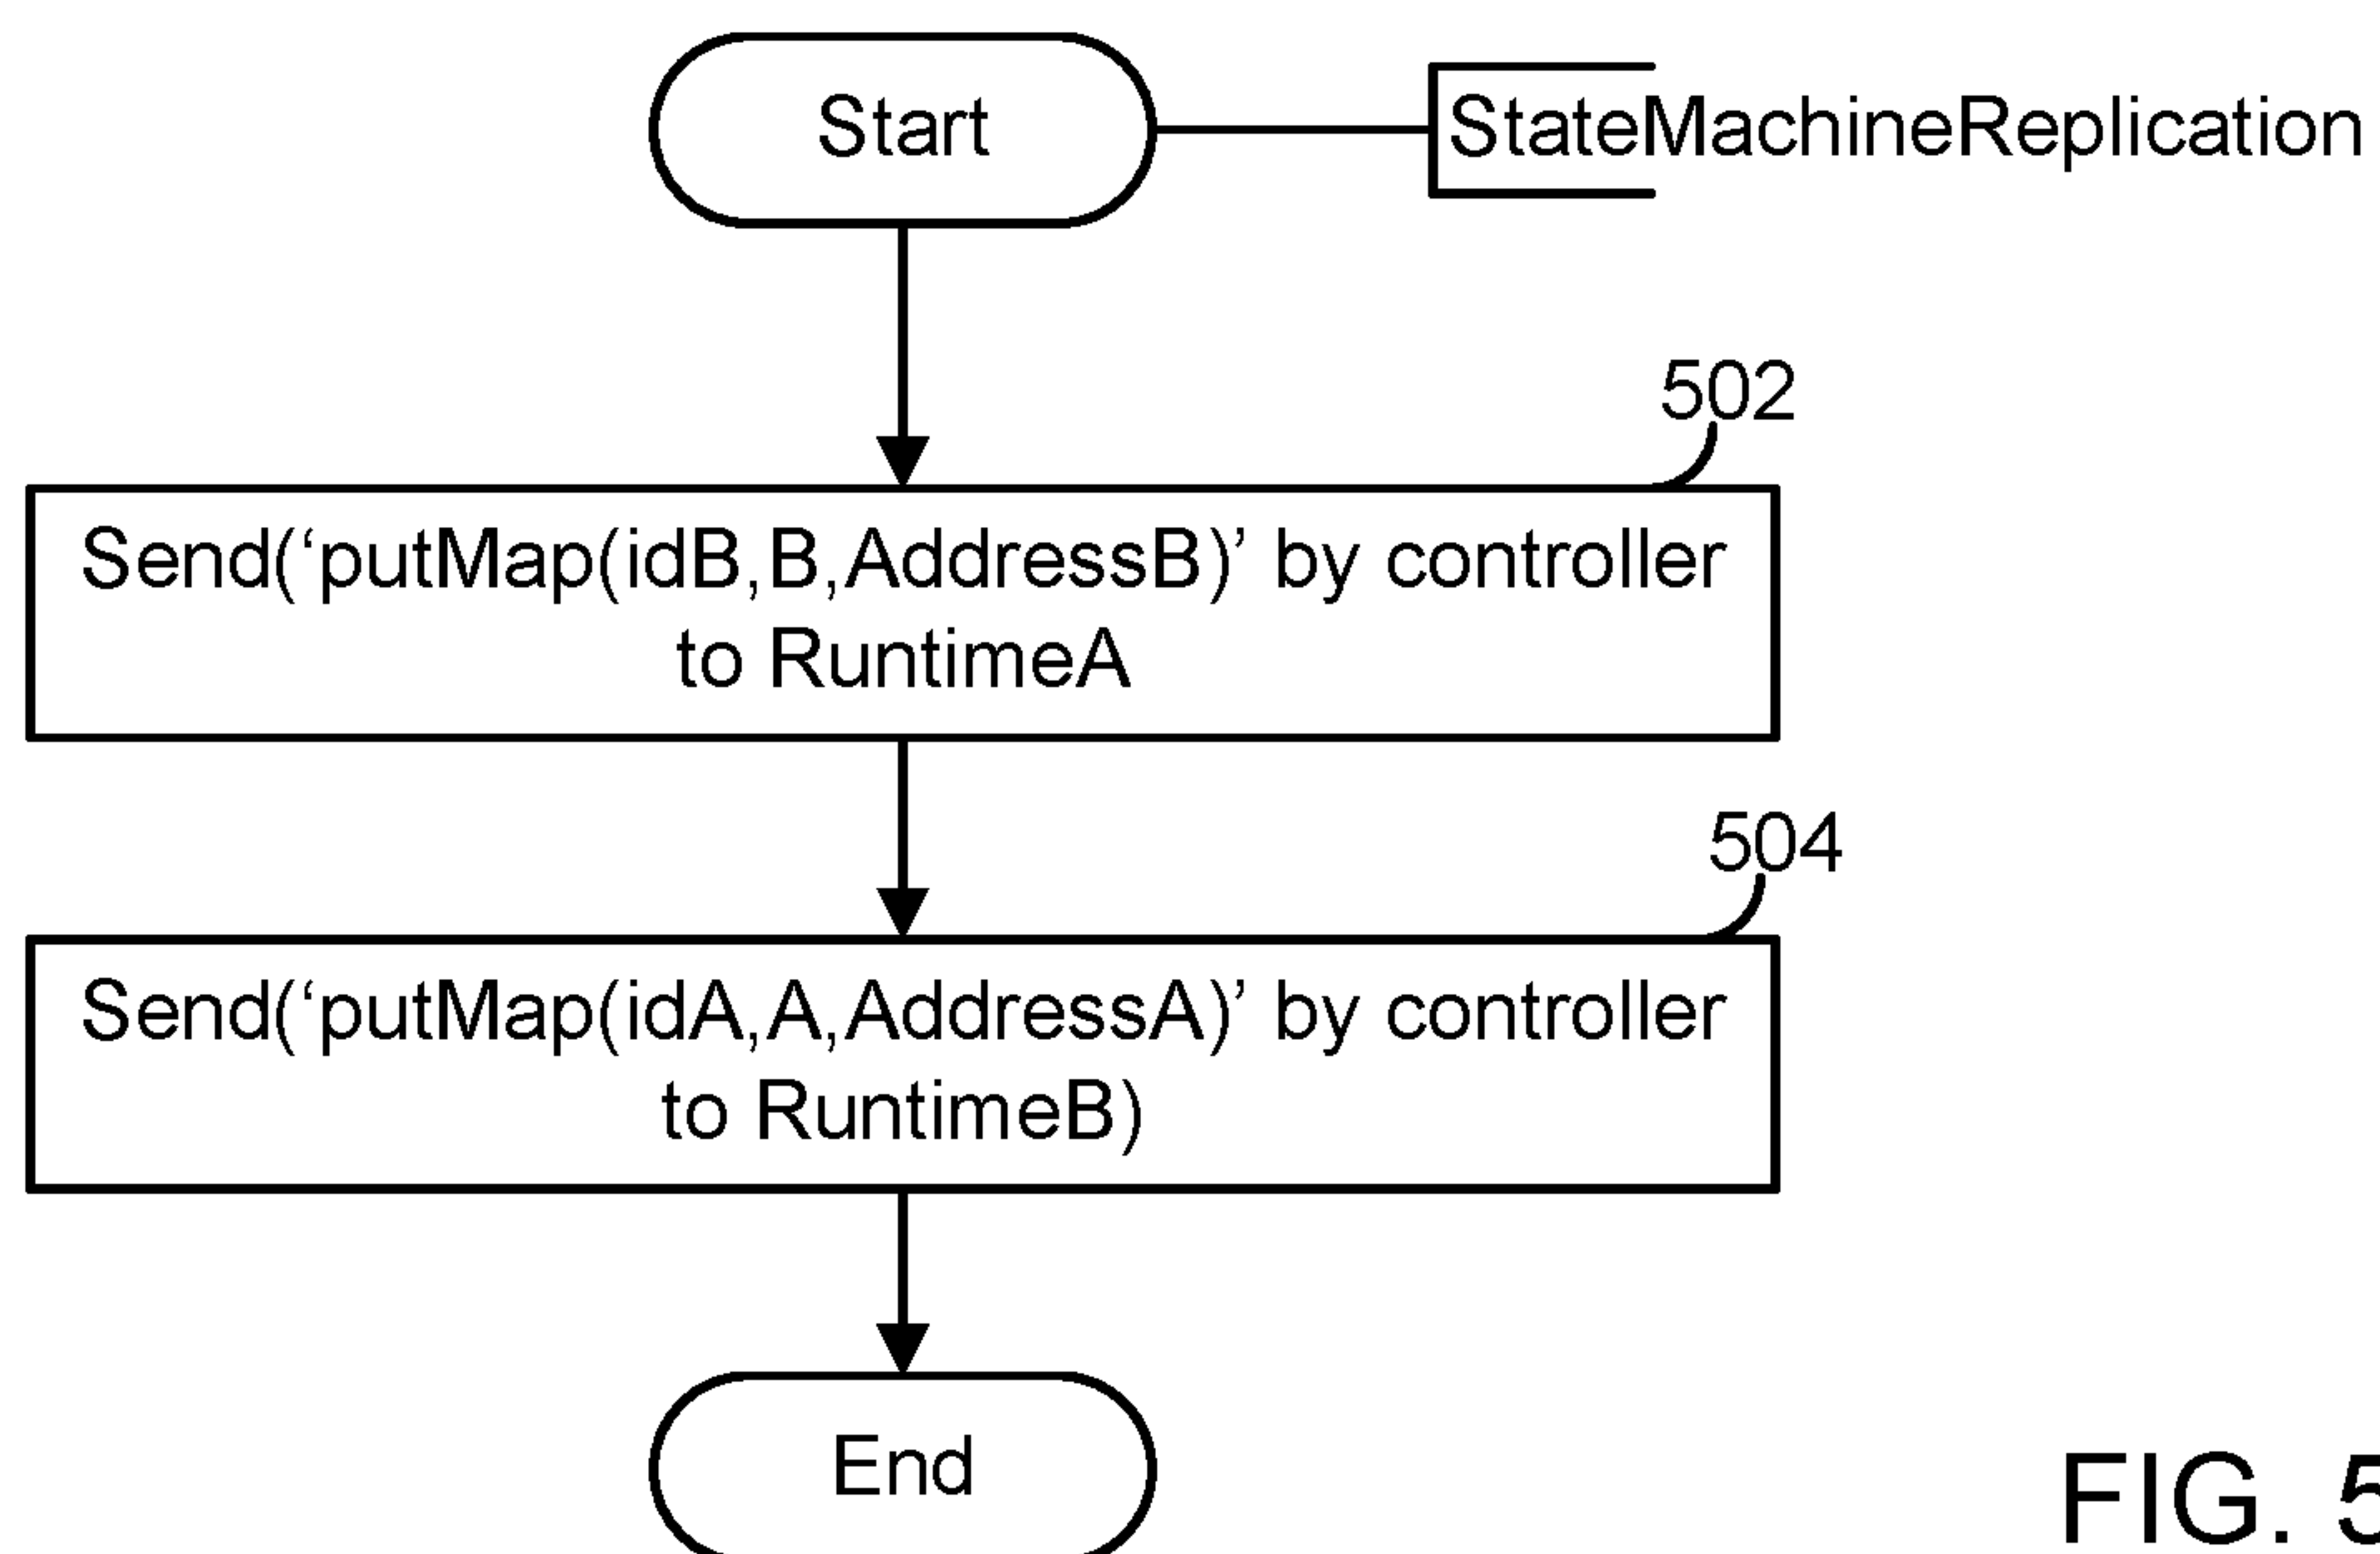 Start
StateMachineReplication
502
Send(‘putMap(idB,B,AddressB)’ by controller
to RuntimeA
504
Send(‘putMap(idA,A,AddressA)’ by controller
to RuntimeB)
End
FIG. 5